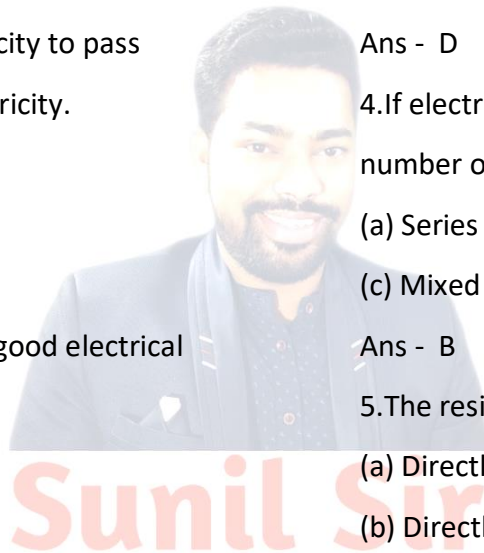 city to pass
ricity.
good electrical
Ans - D
4.If electr
number o
(a) Series
(c) Mixed
Ans - B
5.The resi
(a) Directl
(b) Directl
Sunil Sir